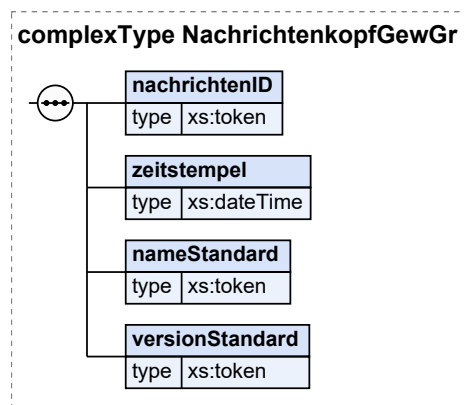 complexType NachrichtenkopfGewGr
nachrichtenID
type xs:token
zeitstempel
type xs:dateTime
nameStandard
type xs:token
versionStandard
type xs:token